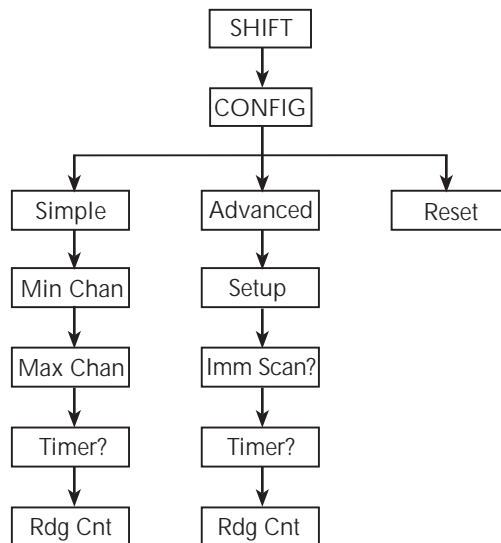 SHIFT
CONFIG
Simple
Advanced
Reset
Min Chan
Setup
Max Chan
Imm Scan?
Timer?
Timer?
Rdg Cnt
Rdg Cnt